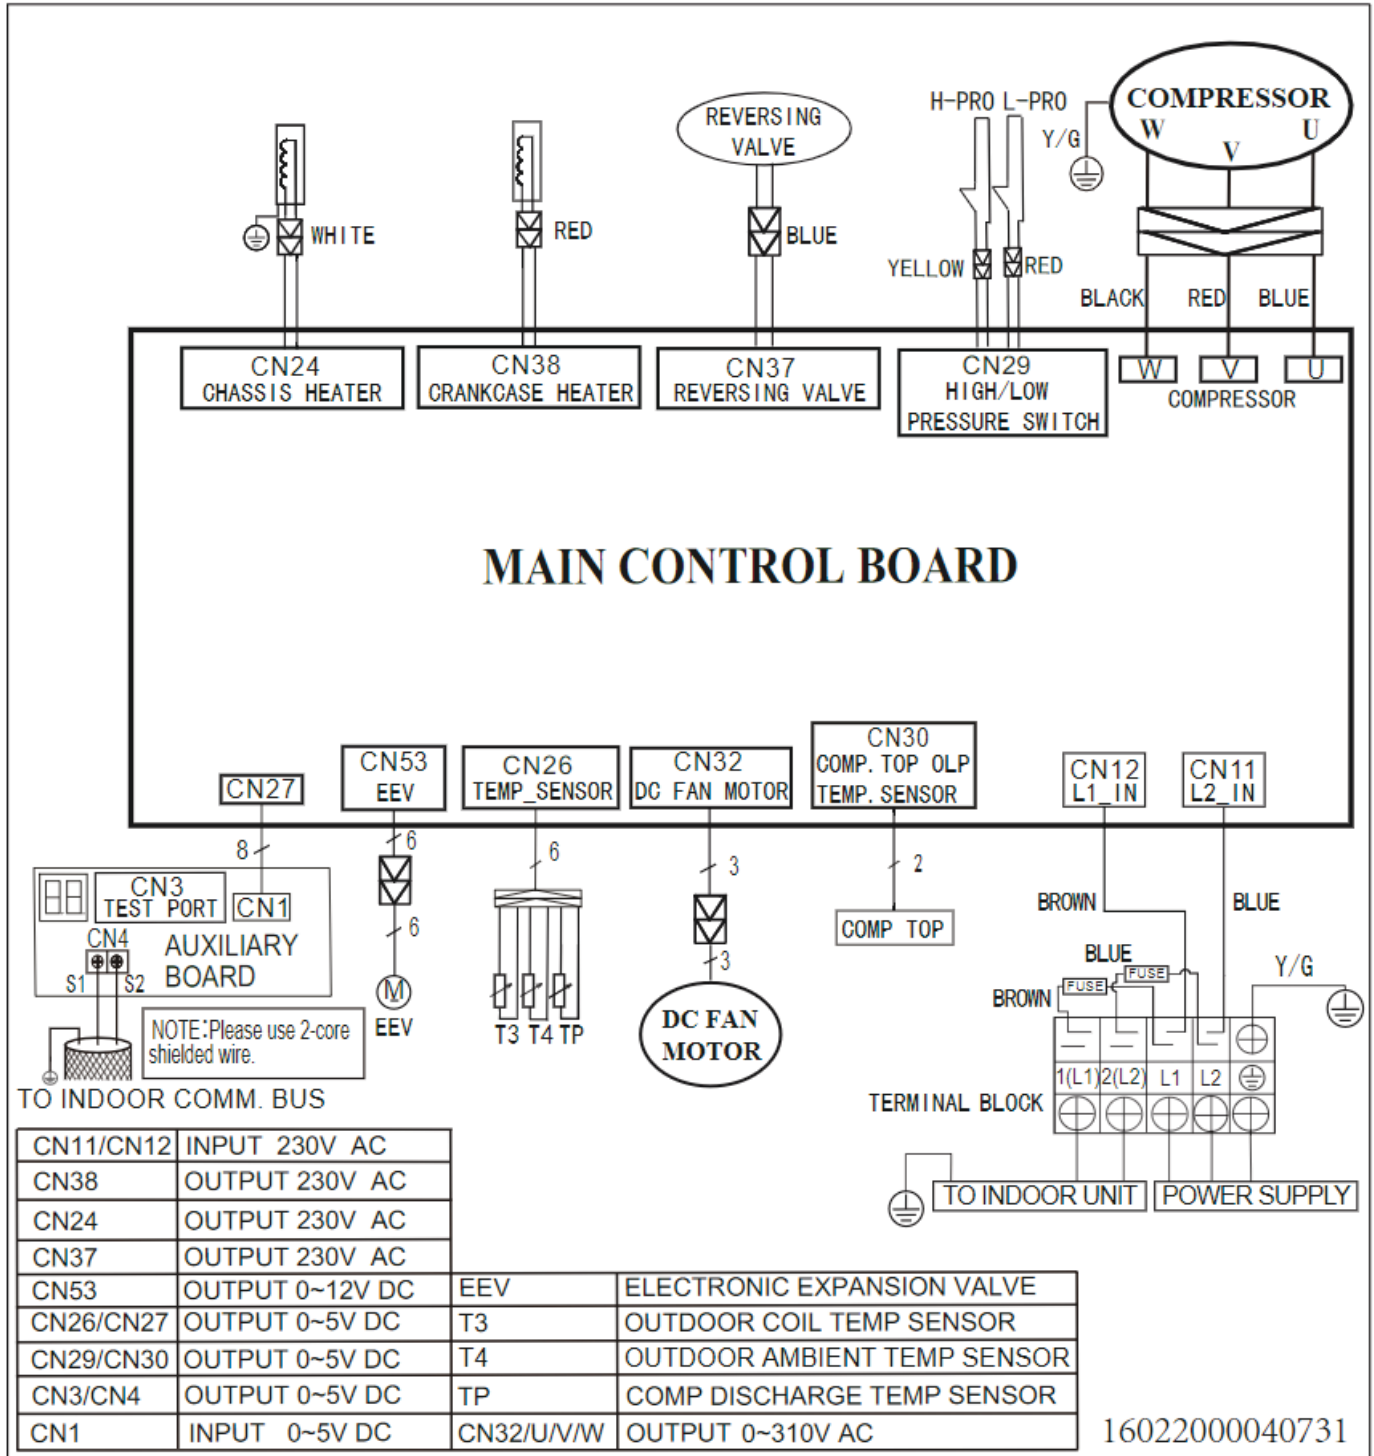 H-PRO L-PRO
COMPRESSOR
W
V
U
Y/G
REVERSING
VALVE
WHITE
RED
BLUE
YELLOW
RED
BLACK
RED
BLUE
CN24
CHASSIS HEATER
CN38
CRANKCASE HEATER
CN37
REVERSING VALVE
CN29
HIGH/LOW
PRESSURE SWITCH
W
V
U
COMPRESSOR
MAIN CONTROL BOARD
CN27
CN53
EEV
CN26
TEMP_SENSOR
CN32
DC FAN MOTOR
CN30
COMP. TOP OLP
TEMP. SENSOR
CN12
L1_IN
CN11
L2_IN
8
6
6
3
2
CN3
TEST PORT
CN1
CN4
AUXILIARY
BOARD
S1
S2
6
M
EEV
T3 T4 TP
3
DC FAN
MOTOR
COMP TOP
BROWN
BLUE
BLUE
FUSE
FUSE
BROWN
Y/G
NOTE:Please use 2-core
shielded wire.
TO INDOOR COMM. BUS
1(L1) 2(L2) L1 L2
TERMINAL BLOCK
TO INDOOR UNIT
POWER SUPPLY
CN11/CN12 INPUT 230V AC
CN38 OUTPUT 230V AC
CN24 OUTPUT 230V AC
CN37 OUTPUT 230V AC
CN53 OUTPUT 0~12V DC EEV ELECTRONIC EXPANSION VALVE
CN26/CN27 OUTPUT 0~5V DC T3 OUTDOOR COIL TEMP SENSOR
CN29/CN30 OUTPUT 0~5V DC T4 OUTDOOR AMBIENT TEMP SENSOR
CN3/CN4 OUTPUT 0~5V DC TP COMP DISCHARGE TEMP SENSOR
CN1 INPUT 0~5V DC CN32/U/V/W OUTPUT 0~310V AC
16022000040731